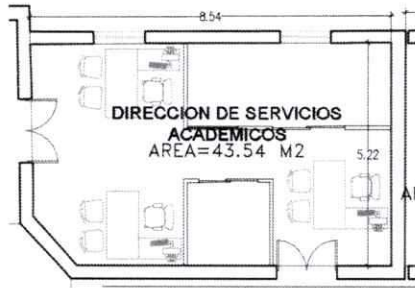 8.54
DIRECCION DE SERVICIOS
ACADEMICOS
AREA=43.54 M2
5.22